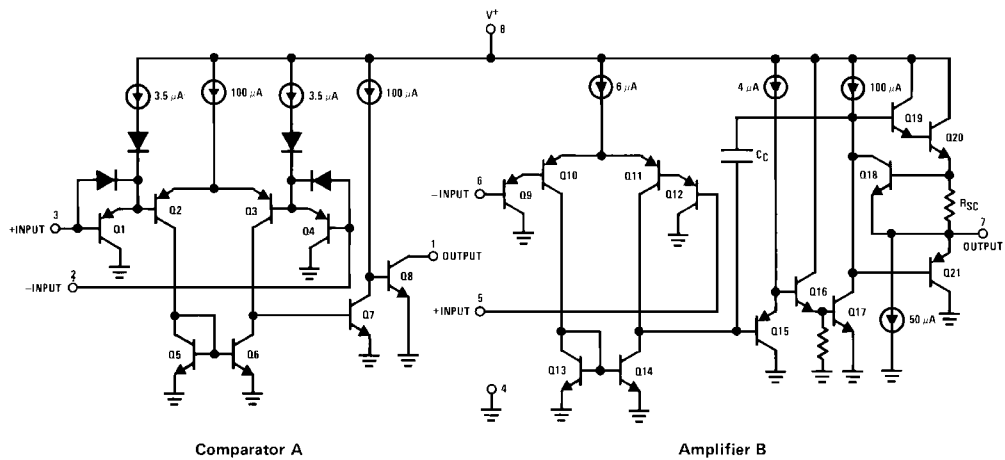 V+
8
3.5 μA
100 μA
3.5 μA
100 μA
6 μA
4 μA
100 μA
Q19
Q20
CC
Q18
RSC
7
OUTPUT
3
+INPUT
Q1
Q2
Q3
Q4
1
OUTPUT
Q8
2
−INPUT
Q7
Q5
Q6
6
−INPUT
Q9
Q10
Q11
Q12
5
+INPUT
Q13
Q14
Q15
Q16
Q17
50 μA
Q21
4
Comparator A
Amplifier B